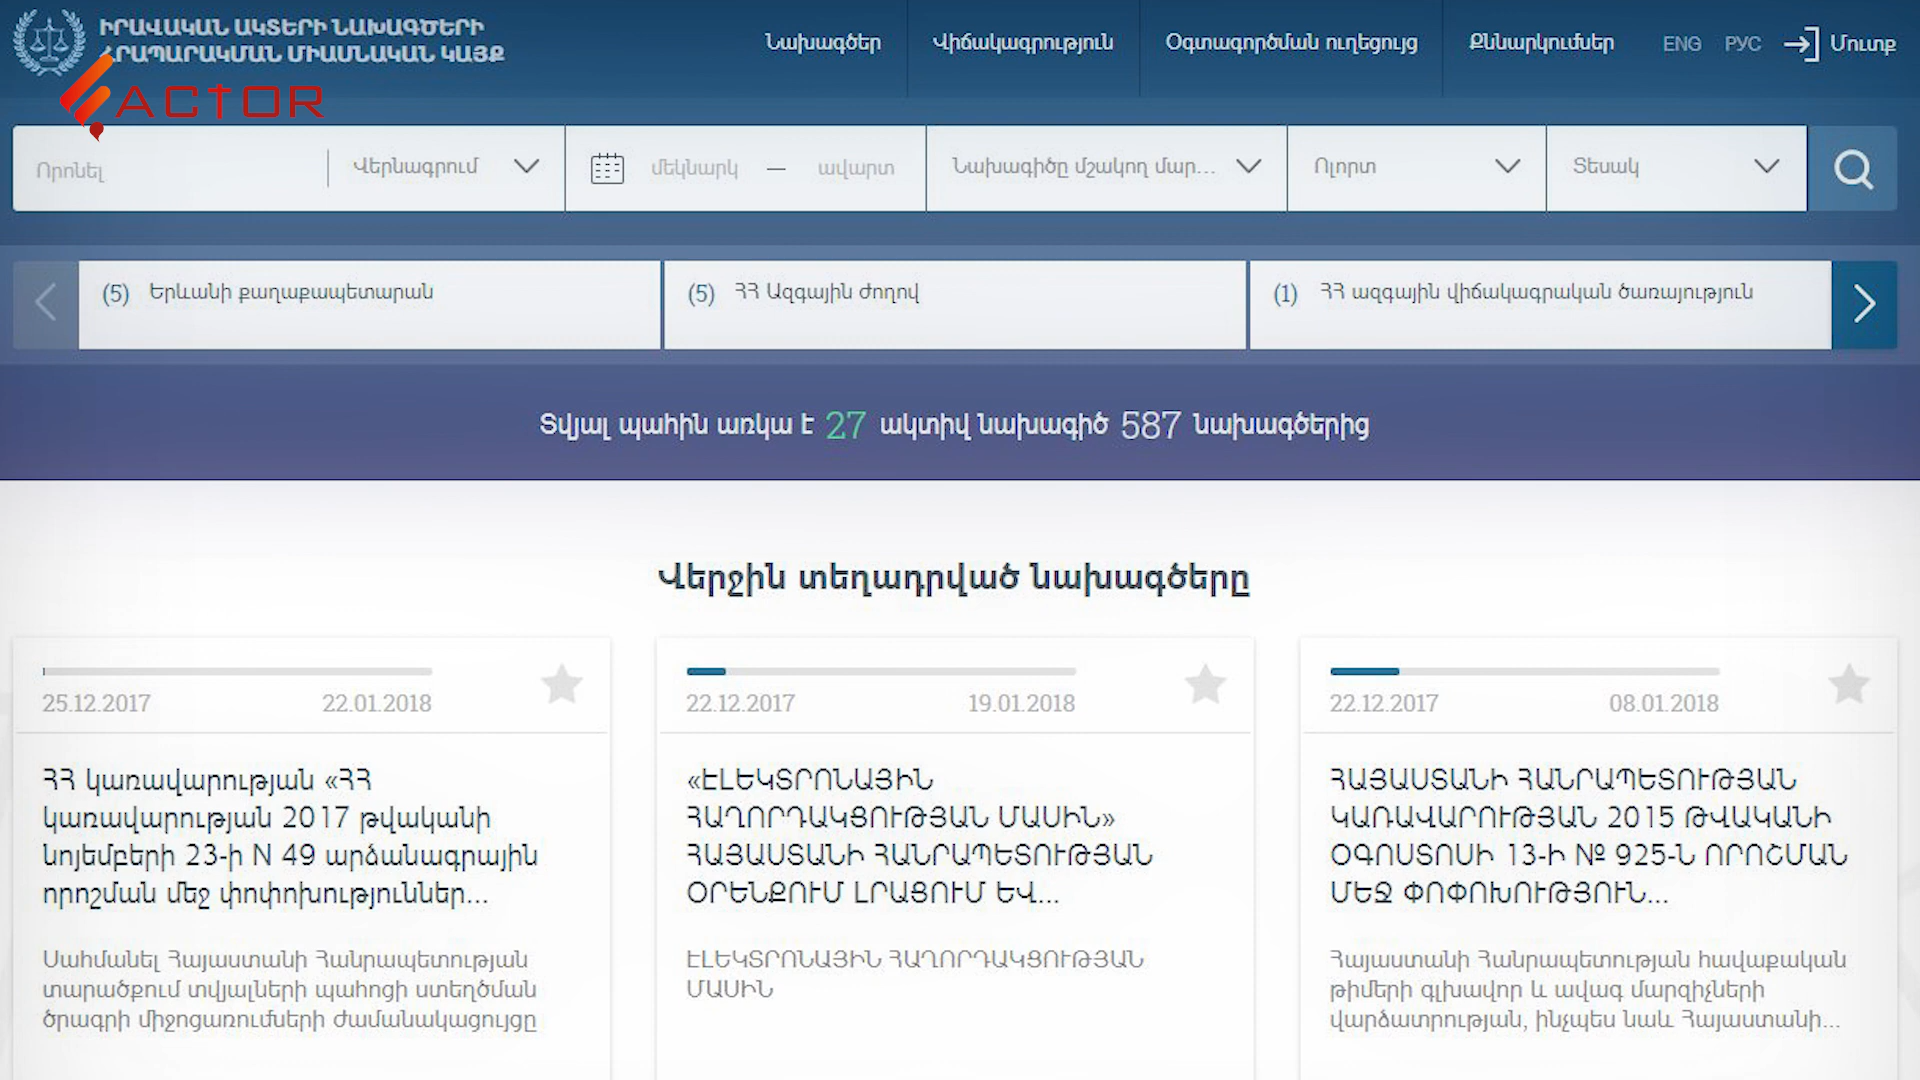 ԻՐԱՎԱԿԱՆ ԱԿՏԵՐԻ ՆԱԽԱԳԾԵՐԻ
ՀՐԱՊԱՐԱԿՄԱՆ ՄԻԱՍՆԱԿԱՆ ԿԱՅՔ
ACTOR
Նախագծեր
Վիճակագրություն
Օգտագործման ուղեցույց
Քննարկումներ
ENG
РУС
Մուտք
Որոնել
Վերնագրում
մեկնարկ — ավարտ
Նախագիծը մշակող մար...
Ոլորտ
Տեսակ
(5) Երևանի քաղաքապետարան
(5) ՀՀ Ազգային ժողով
(1) ՀՀ ազգային վիճակագրական ծառայություն
Տվյալ պահին առկա է 27 ակտիվ նախագիծ 587 նախագծերից
Վերջին տեղադրված նախագծերը
25.12.2017 22.01.2018
ՀՀ կառավարության «ՀՀ
կառավարության 2017 թվականի
նոյեմբերի 23-ի N 49 արձանագրային
որոշման մեջ փոփոխություններ...
Սահմանել Հայաստանի Հանրապետության
տարածքում տվյալների պահոցի ստեղծման
ծրագրի միջոցառումների ժամանակացույցը
22.12.2017 19.01.2018
«ԷԼԵԿՏՐՈՆԱՅԻՆ
ՀԱՂՈՐԴԱԿՑՈՒԹՅԱՆ ՄԱՍԻՆ»
ՀԱՅԱՍՏԱՆԻ ՀԱՆՐԱՊԵՏՈՒԹՅԱՆ
ՕՐԵՆՔՈՒՄ ԼՐԱՑՈՒՄ ԵՎ...
ԷԼԵԿՏՐՈՆԱՅԻՆ ՀԱՂՈՐԴԱԿՑՈՒԹՅԱՆ
ՄԱՍԻՆ
22.12.2017 08.01.2018
ՀԱՅԱՍՏԱՆԻ ՀԱՆՐԱՊԵՏՈՒԹՅԱՆ
ԿԱՌԱՎԱՐՈՒԹՅԱՆ 2015 ԹՎԱԿԱՆԻ
ՕԳՈՍՏՈՍԻ 13-Ի № 925-Ն ՈՐՈՇՄԱՆ
ՄԵՋ ՓՈՓՈԽՈՒԹՅՈՒՆ...
Հայաստանի Հանրապետության հավաքական
թիմերի գլխավոր և ավագ մարզիչների
վարձատրության, ինչպես նաև Հայաստանի...